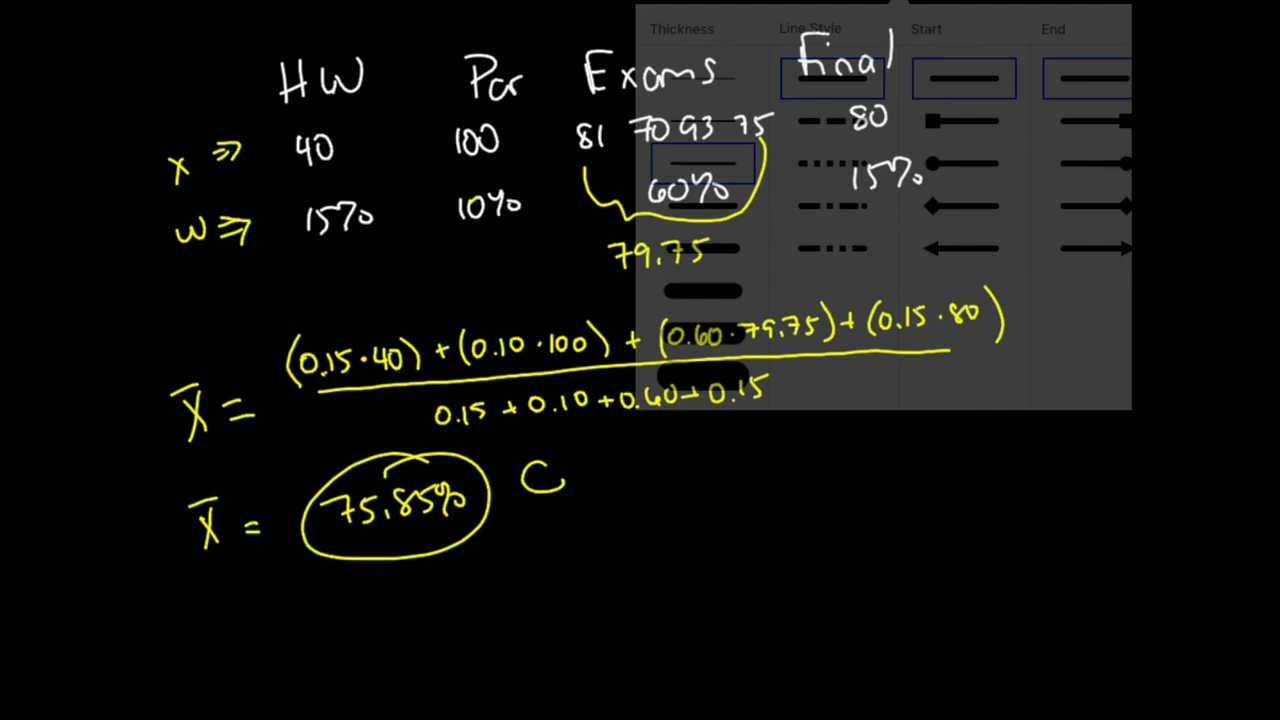 Thickness Line Style Start End
HW Par Exams Final
x ⇒ 40 100 81 70 93 75 80
w ⇒ 15% 10% 60% 15%
79.75
(0.15·40) + (0.10·100) + (0.60·79.75) + (0.15·80)
X̄ =
0.15 + 0.10 + 0.60 + 0.15
X̄ = 75.85% C